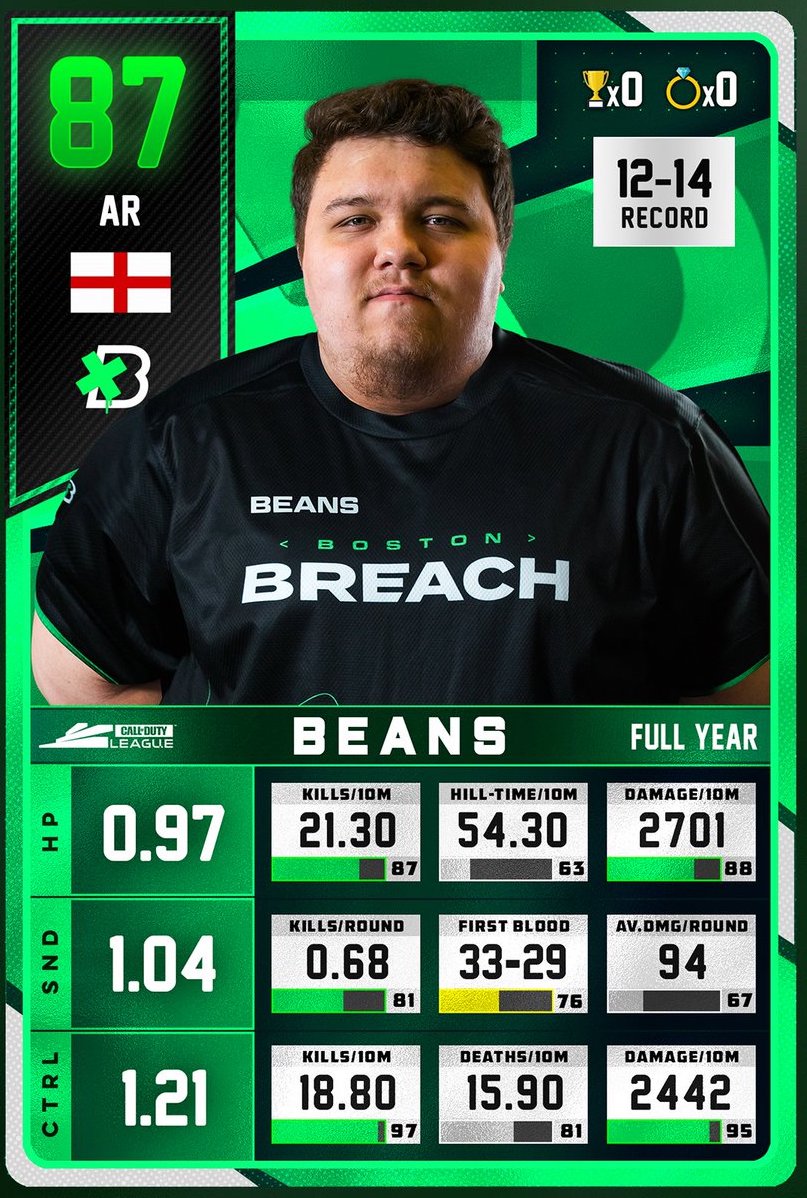 87
AR
B
x0 x0
12-14
RECORD
BEANS
< BOSTON >
BREACH
CALL OF DUTY
LEAGUE
BEANS
FULL YEAR
HP
0.97
KILLS/10M
21.30
87
HILL-TIME/10M
54.30
63
DAMAGE/10M
2701
88
SND
1.04
KILLS/ROUND
0.68
81
FIRST BLOOD
33-29
76
AV.DMG/ROUND
94
67
CTRL
1.21
KILLS/10M
18.80
97
DEATHS/10M
15.90
81
DAMAGE/10M
2442
95